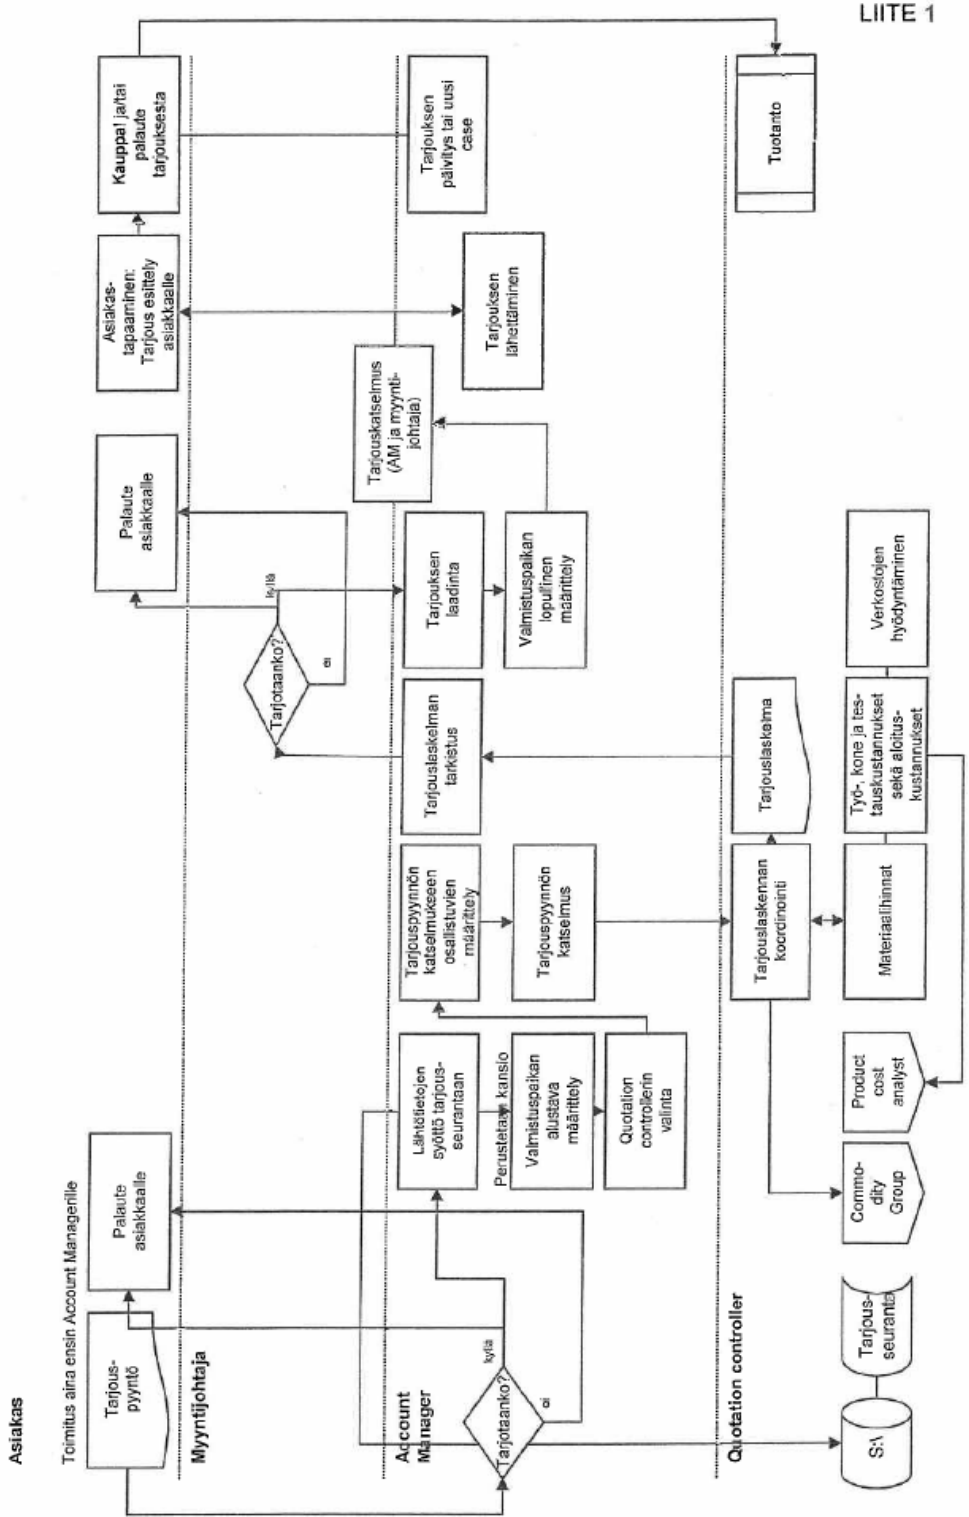 LIITE 1
Asiakas
Toimitus aina ensin Account Managerille
Tarjous-
pyyntö
Palaute
asiakkaalle
Palaute
asiakkaalle
Asiakas-
tapaaminen:
Tarjous esittely
asiakkaalle
Kauppa! ja/tai
palaute
tarjouksesta
Myyntijohtaja
Tarjotaanko?
kyllä
ei
Tarjouskatselmus
(AM ja myynti-
johtaja)
Account
Manager
Tarjotaanko?
kyllä
ei
Lähtötietojen
syöttö tarjous-
seurantaan
Perustetaan kansio
Valmistuspaikan
alustava
määrittely
Quotation
controllerin
valinta
Tarjouspyynnön
katselmukseen
osallistuvien
määrittely
Tarjouspyynnön
katselmus
Tarjouslaskelman
tarkistus
Tarjouksen
laadinta
Valmistuspaikan
lopullinen
määrittely
Tarjouksen
lähettäminen
Tarjouksen
päivitys tai uusi
case
Quotation controller
S:\
Tarjous-
seuranta
Commo-
dity
Group
Product
cost
analyst
Tarjouslaskennan
koordinointi
Materiaalihinnat
Tarjouslaskelma
Työ-, kone ja tes-
tauskustannukset
sekä aloitus-
kustannukset
Verkostojen
hyödyntäminen
Tuotanto